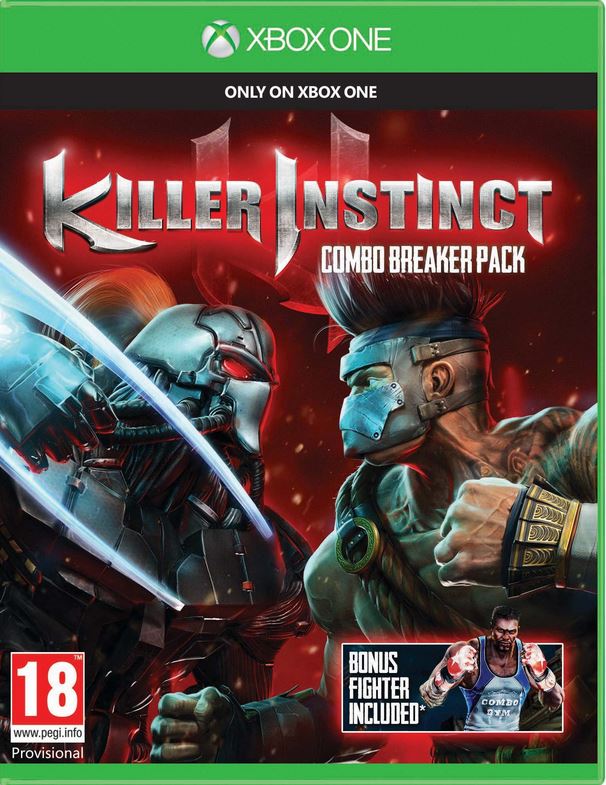 XBOX ONE
ONLY ON XBOX ONE
KILLER INSTINCT
COMBO BREAKER PACK
BONUS
FIGHTER
INCLUDED*
COMBO
GYM
18™
www.pegi.info
Provisional